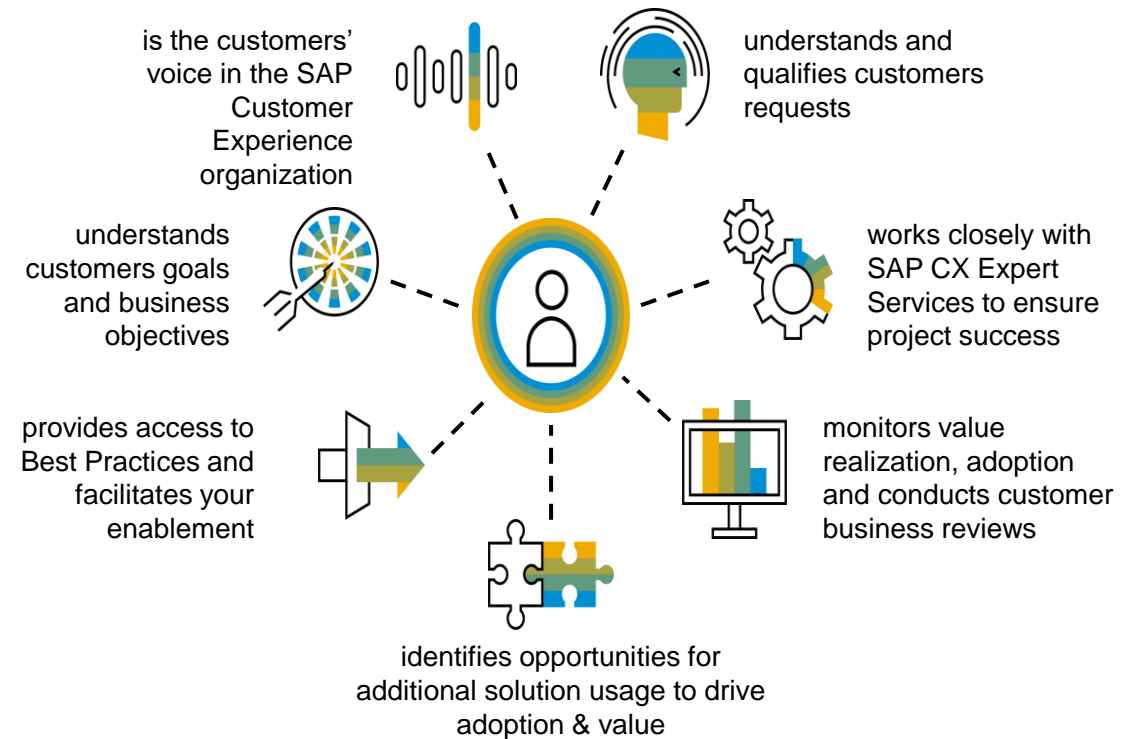 is the customers’
voice in the SAP
Customer
Experience
organization
understands and
qualifies customers
requests
understands
customers goals
and business
objectives
works closely with
SAP CX Expert
Services to ensure
project success
provides access to
Best Practices and
facilitates your
enablement
monitors value
realization, adoption
and conducts customer
business reviews
identifies opportunities for
additional solution usage to drive
adoption & value